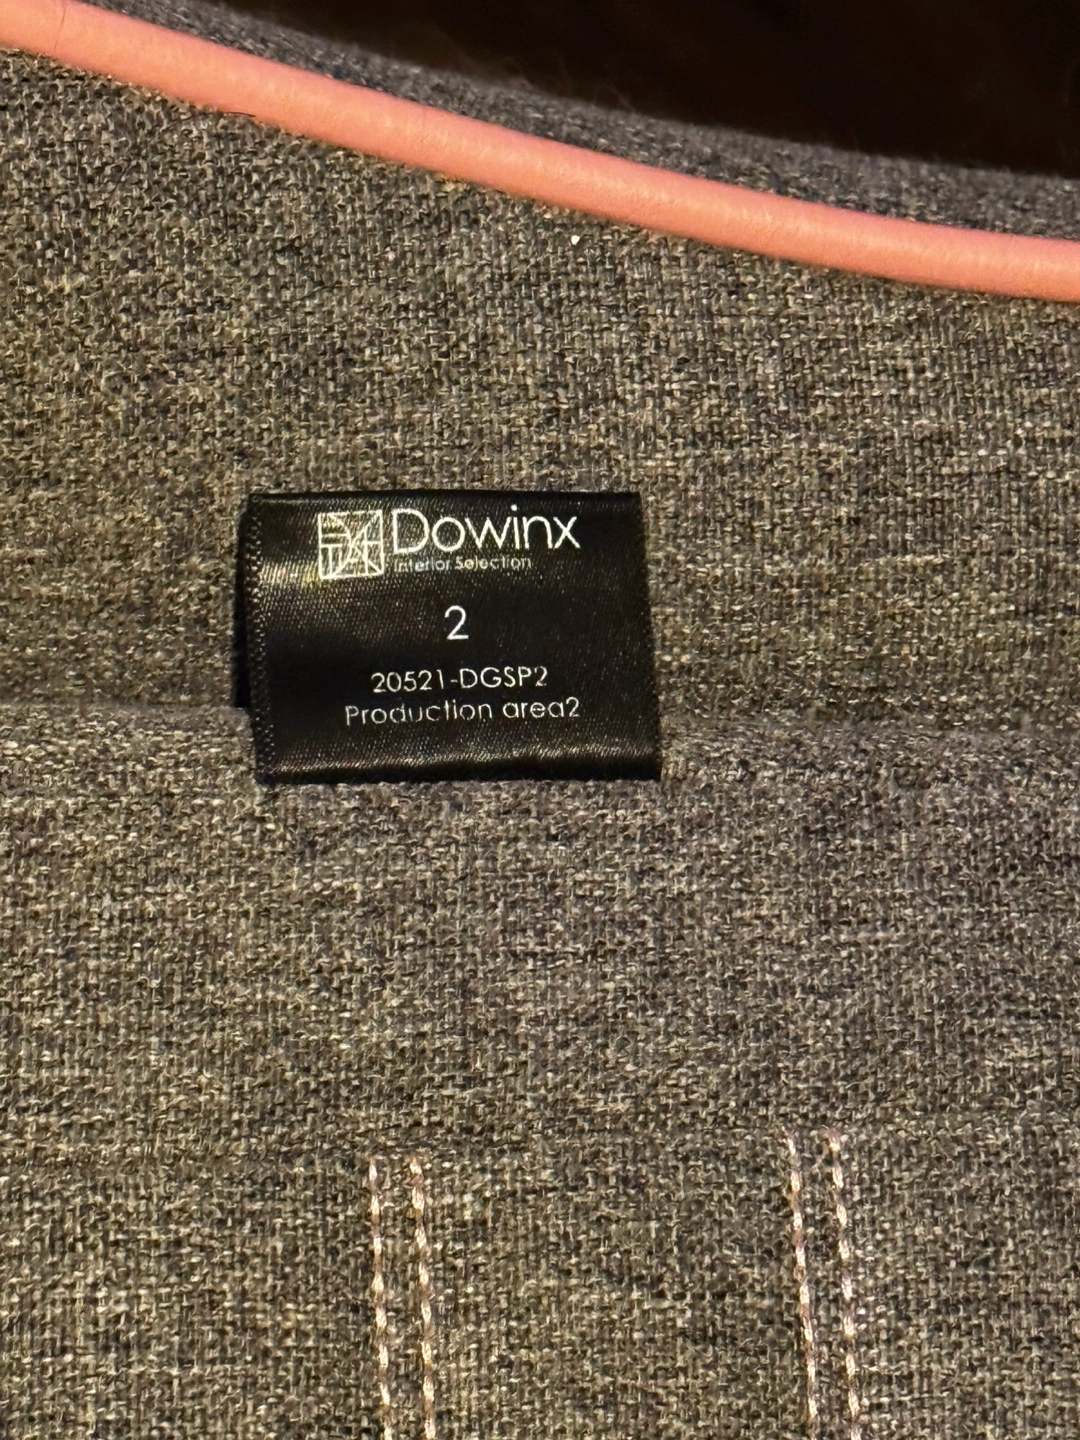 Dowinx
Interior Selection
2
20521-DGSP2
Production area2